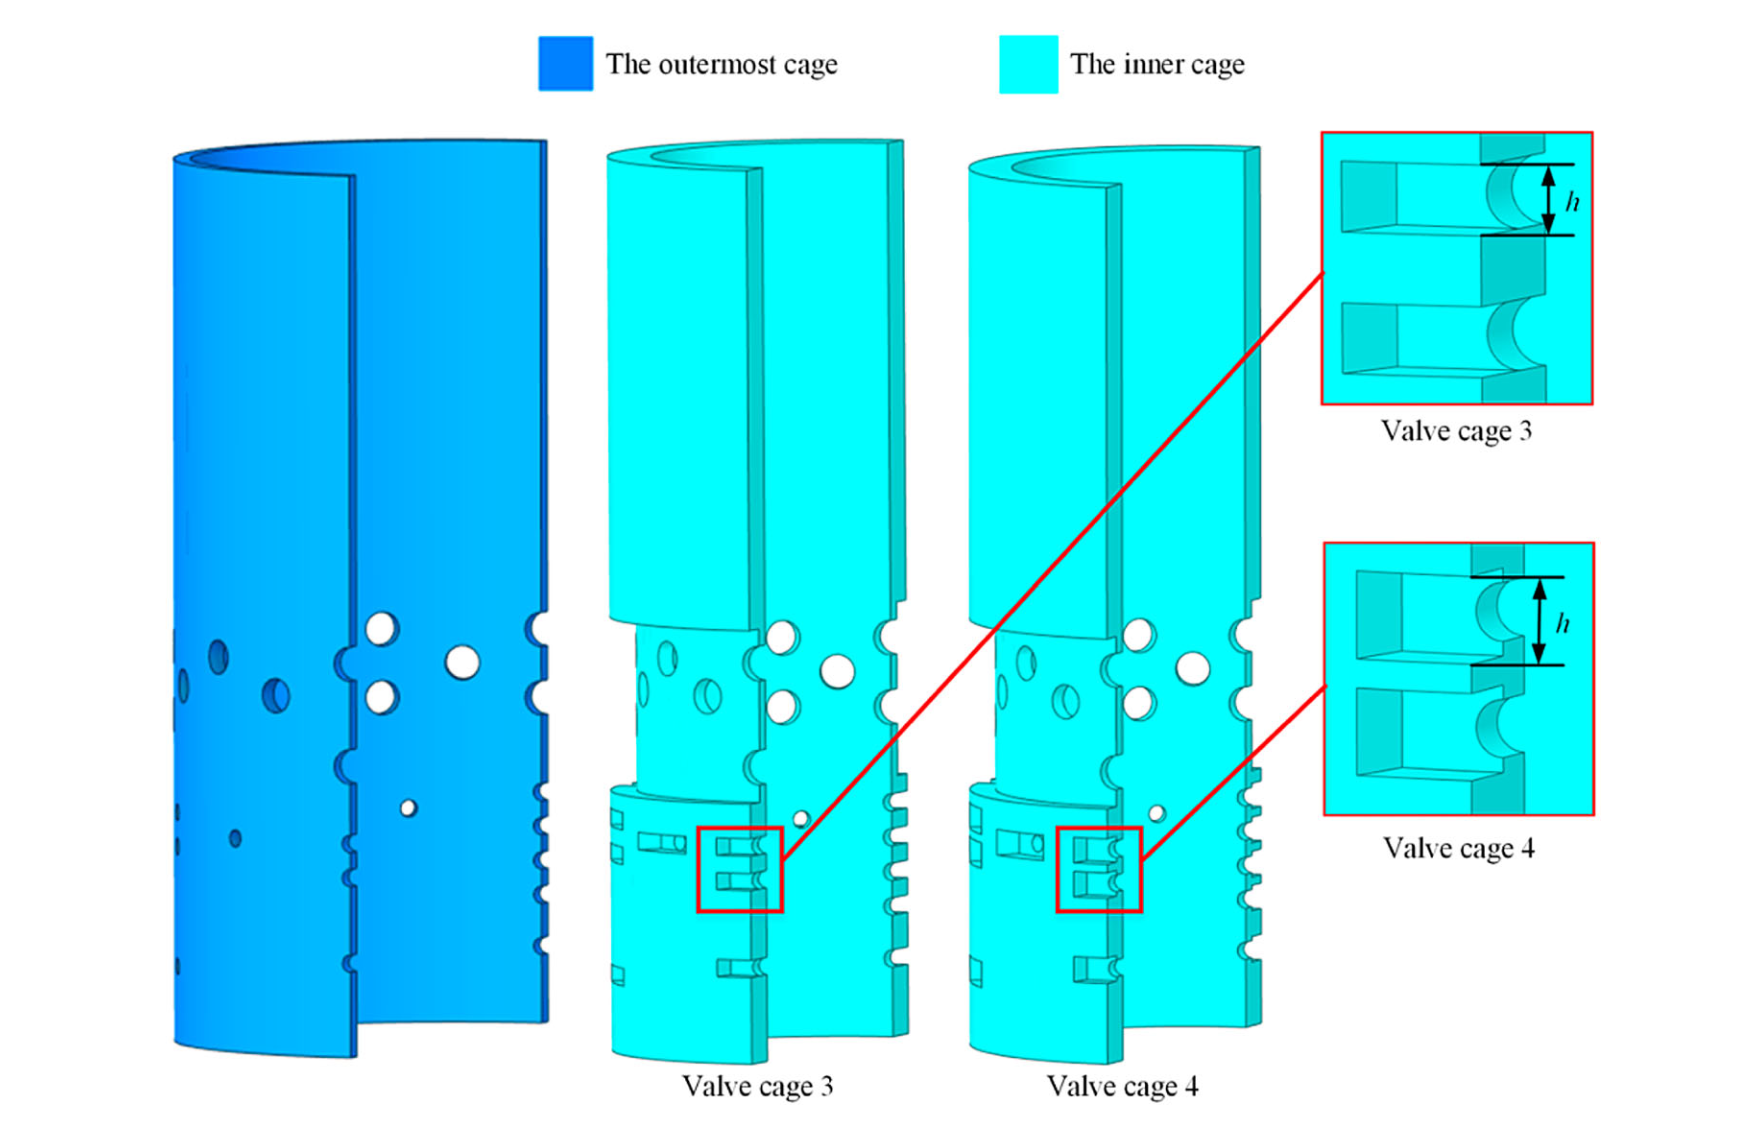 The outermost cage
The inner cage
h
Valve cage 3
h
Valve cage 4
Valve cage 3
Valve cage 4